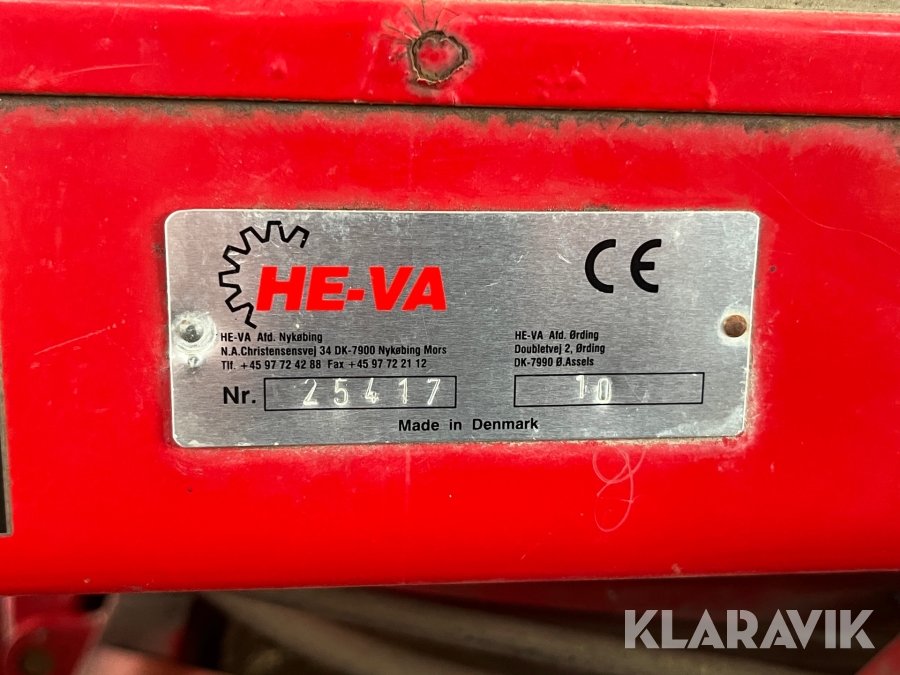 HE-VA
CE
HE-VA Afd. Nykøbing
N.A.Christensensvej 34 DK-7900 Nykøbing Mors
Tlf. +45 97 72 42 88 Fax +45 97 72 21 12
HE-VA Afd. Ørding
Doubletvej 2, Ørding
DK-7990 Ø.Assels
Nr. 25417
10
Made in Denmark
KLARAVIK